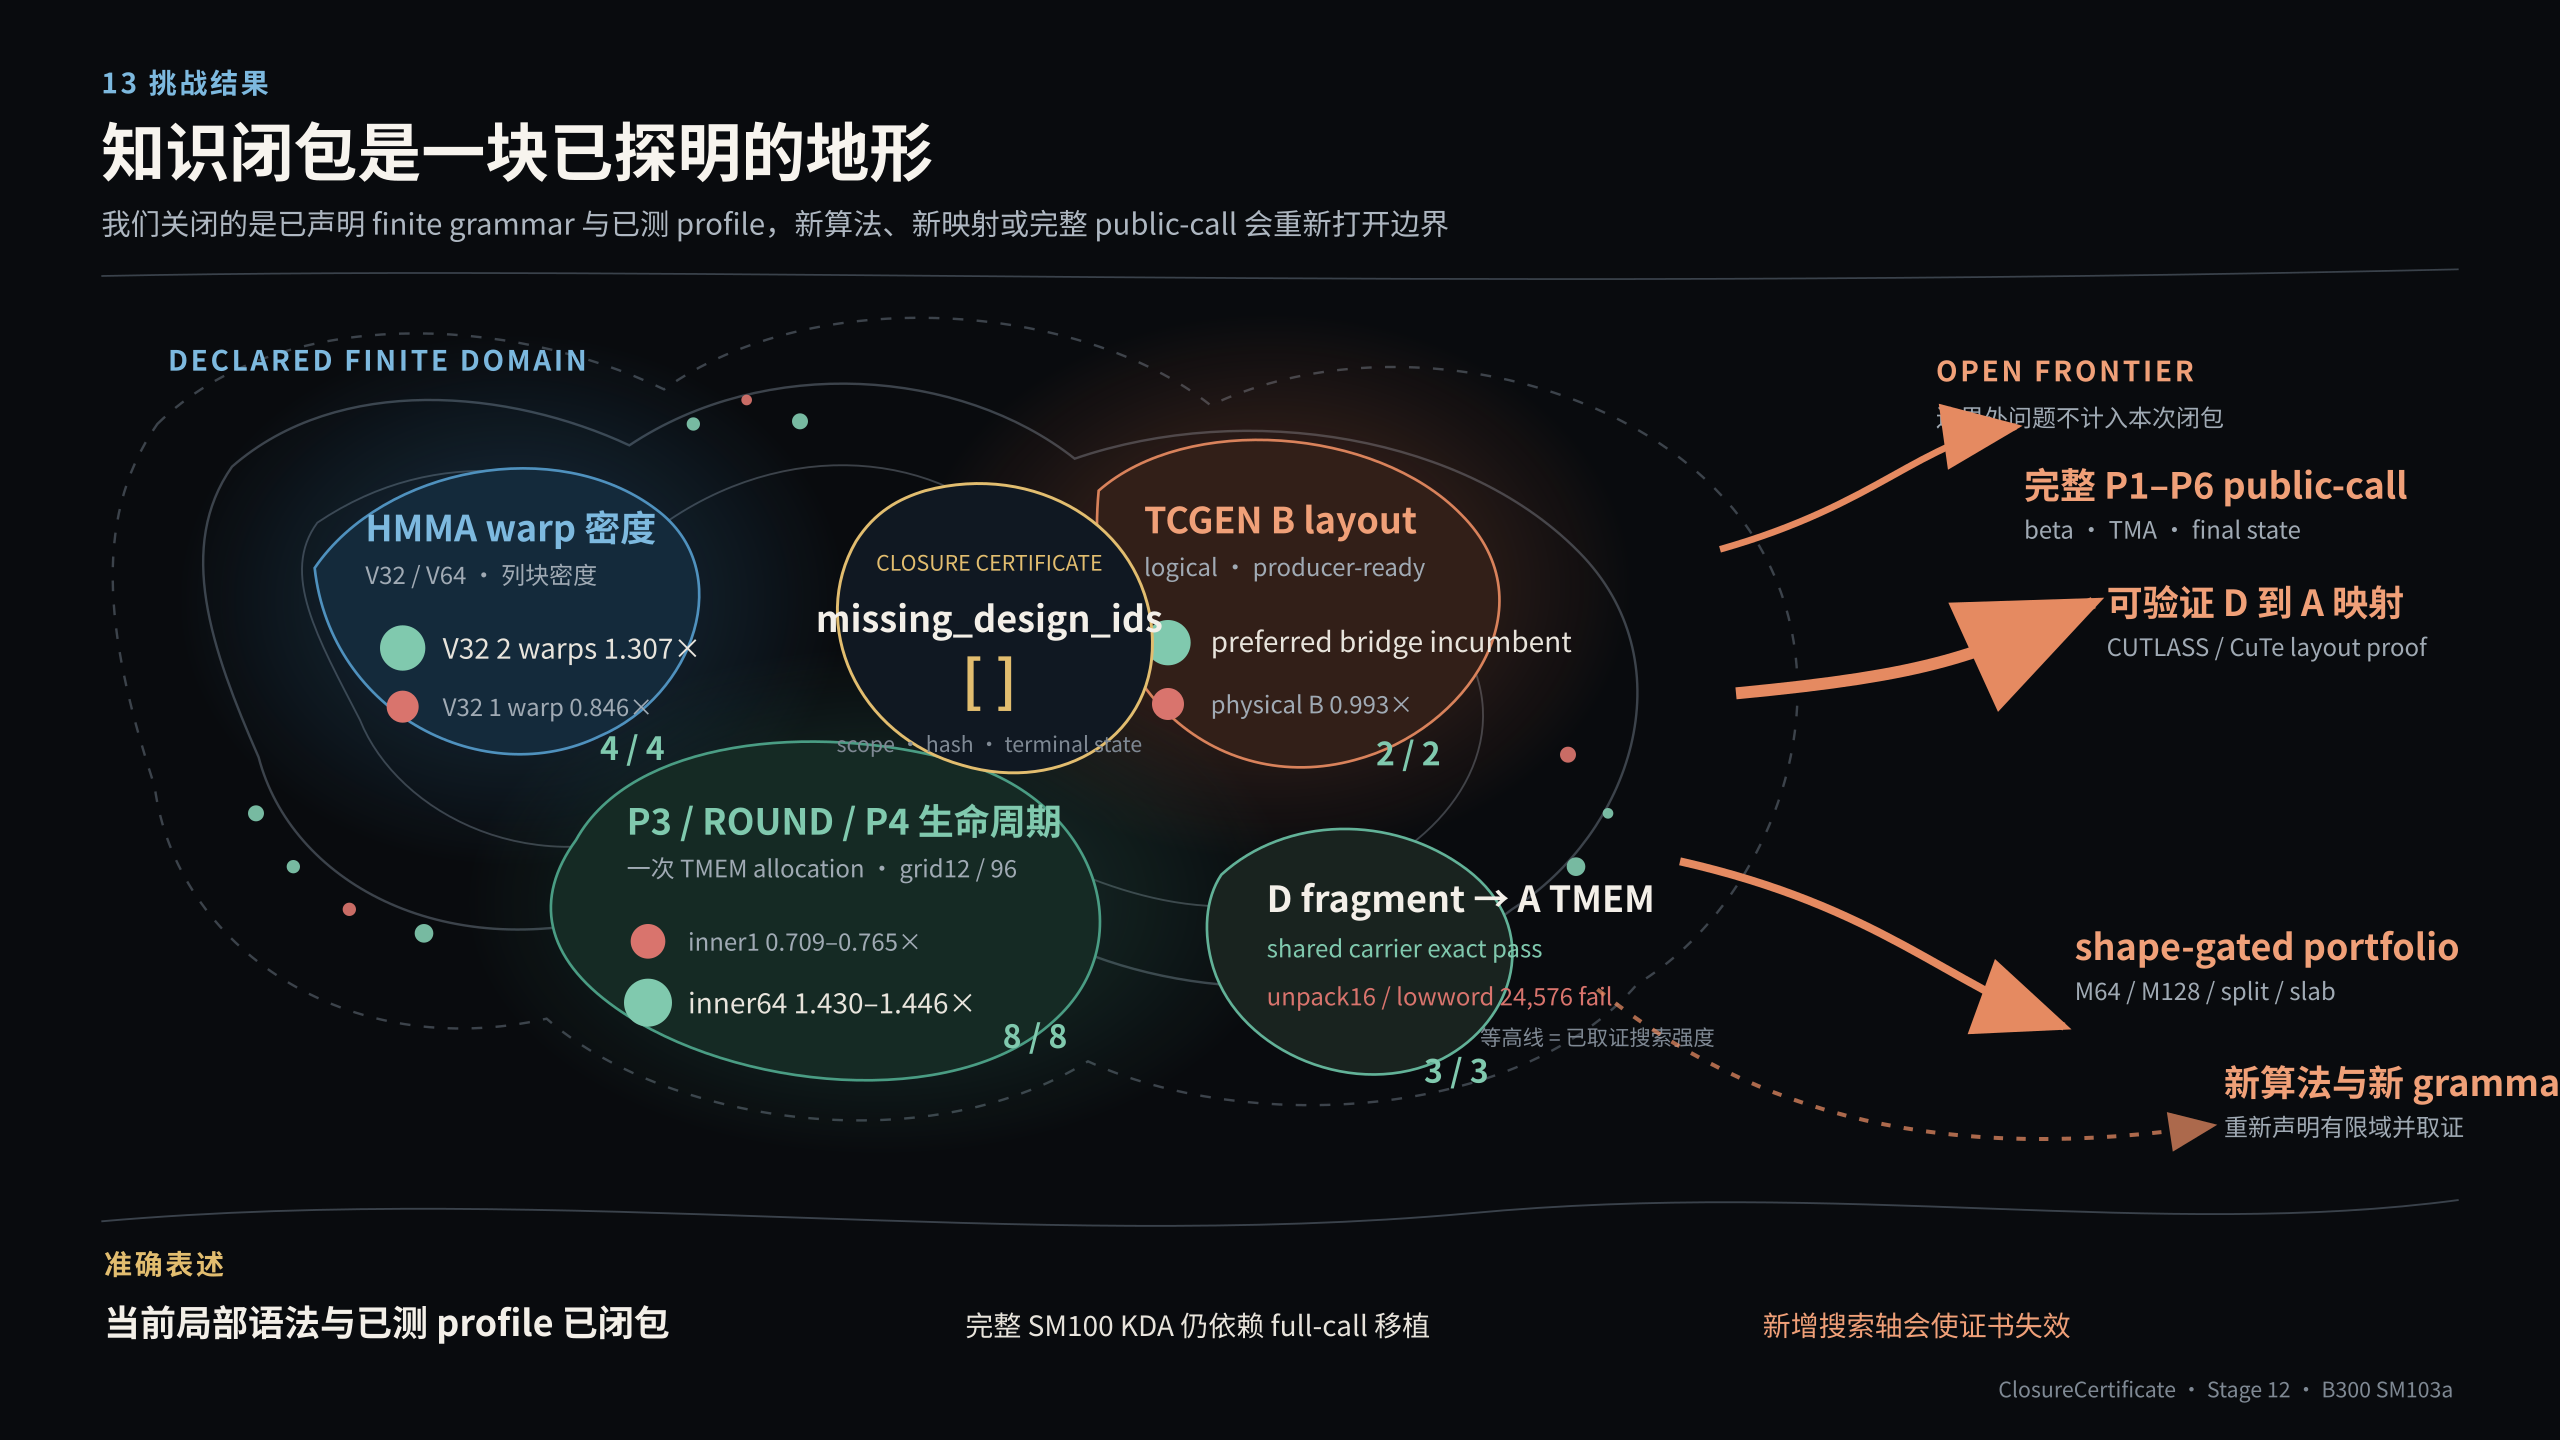 13 挑战结果
知识闭包是一块已探明的地形
我们关闭的是已声明 finite grammar 与已测 profile，新算法、新映射或完整 public-call 会重新打开边界
DECLARED FINITE DOMAIN
HMMA warp 密度
V32 / V64 • 列块密度
V32 2 warps 1.307×
V32 1 warp 0.846×
4 / 4
CLOSURE CERTIFICATE
missing_design_ids
[ ]
scope • hash • terminal state
TCGEN B layout
logical • producer-ready
preferred bridge incumbent
physical B 0.993×
2 / 2
P3 / ROUND / P4 生命周期
一次 TMEM allocation • grid12 / 96
inner1 0.709–0.765×
inner64 1.430–1.446×
8 / 8
D fragment → A TMEM
shared carrier exact pass
unpack16 / lowword 24,576 fail
等高线 = 已取证搜索强度
3 / 3
OPEN FRONTIER
外问题不计入本次闭包
完整 P1–P6 public-call
beta • TMA • final state
可验证 D 到 A 映射
CUTLASS / CuTe layout proof
shape-gated portfolio
M64 / M128 / split / slab
新算法与新 gramma
重新声明有限域并取证
准确表述
当前局部语法与已测 profile 已闭包
完整 SM100 KDA 仍依赖 full-call 移植
新增搜索轴会使证书失效
ClosureCertificate • Stage 12 • B300 SM103a